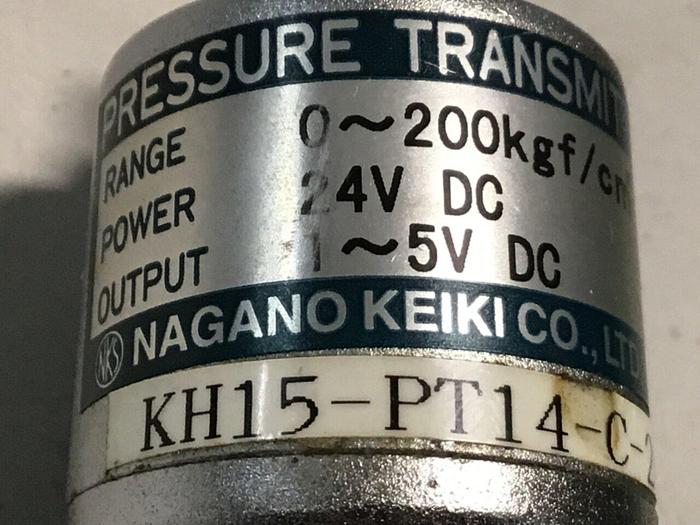 PRESSURE TRANSMIT
RANGE 0~200kgf/cm
POWER 24V DC
OUTPUT 1~5V DC
NKS NAGANO KEIKI CO., LTD
KH15-PT14-C-2